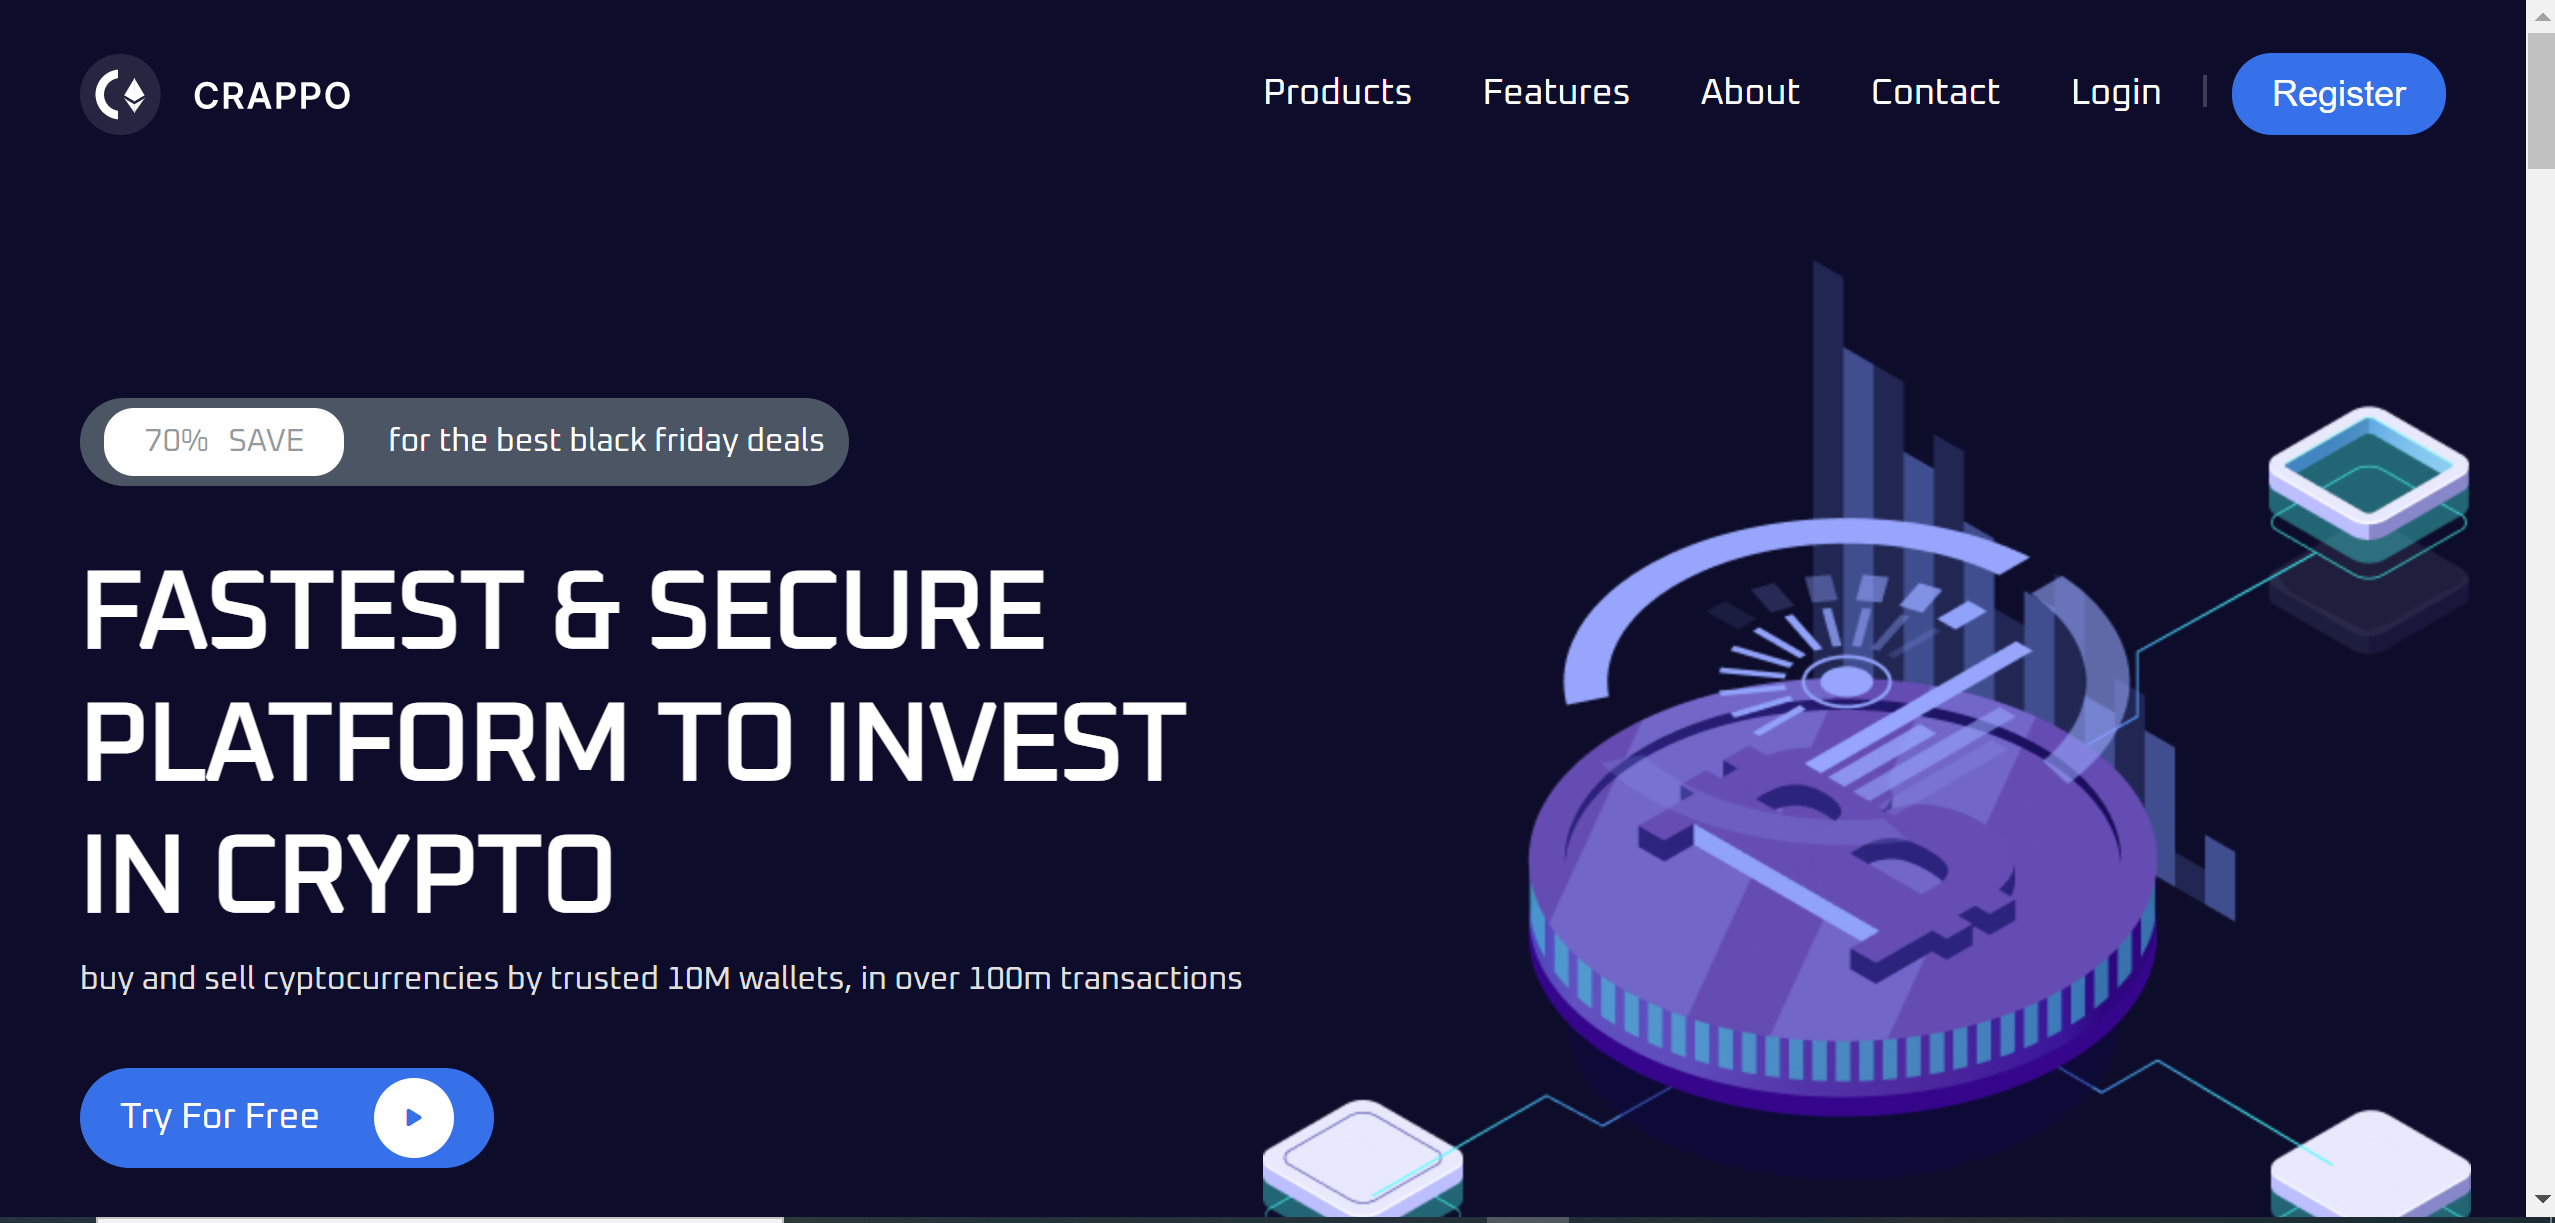 CRAPPO
Products Features About Contact Login | Register
70% SAVE for the best black friday deals
FASTEST & SECURE
PLATFORM TO INVEST
IN CRYPTO
buy and sell cyptocurrencies by trusted 10M wallets, in over 100m transactions
Try For Free